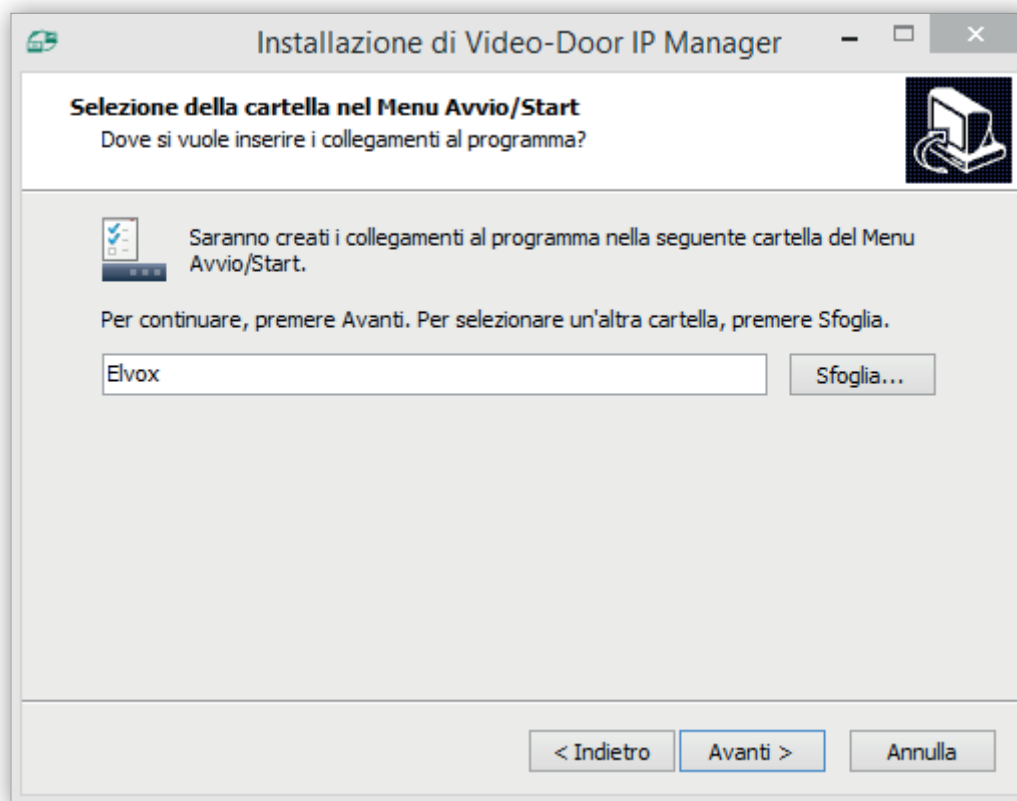 Installazione di Video-Door IP Manager
Selezione della cartella nel Menu Avvio/Start
Dove si vuole inserire i collegamenti al programma?
Saranno creati i collegamenti al programma nella seguente cartella del Menu
Avvio/Start.
Per continuare, premere Avanti. Per selezionare un'altra cartella, premere Sfoglia.
Elvox
Sfoglia...
< Indietro
Avanti >
Annulla